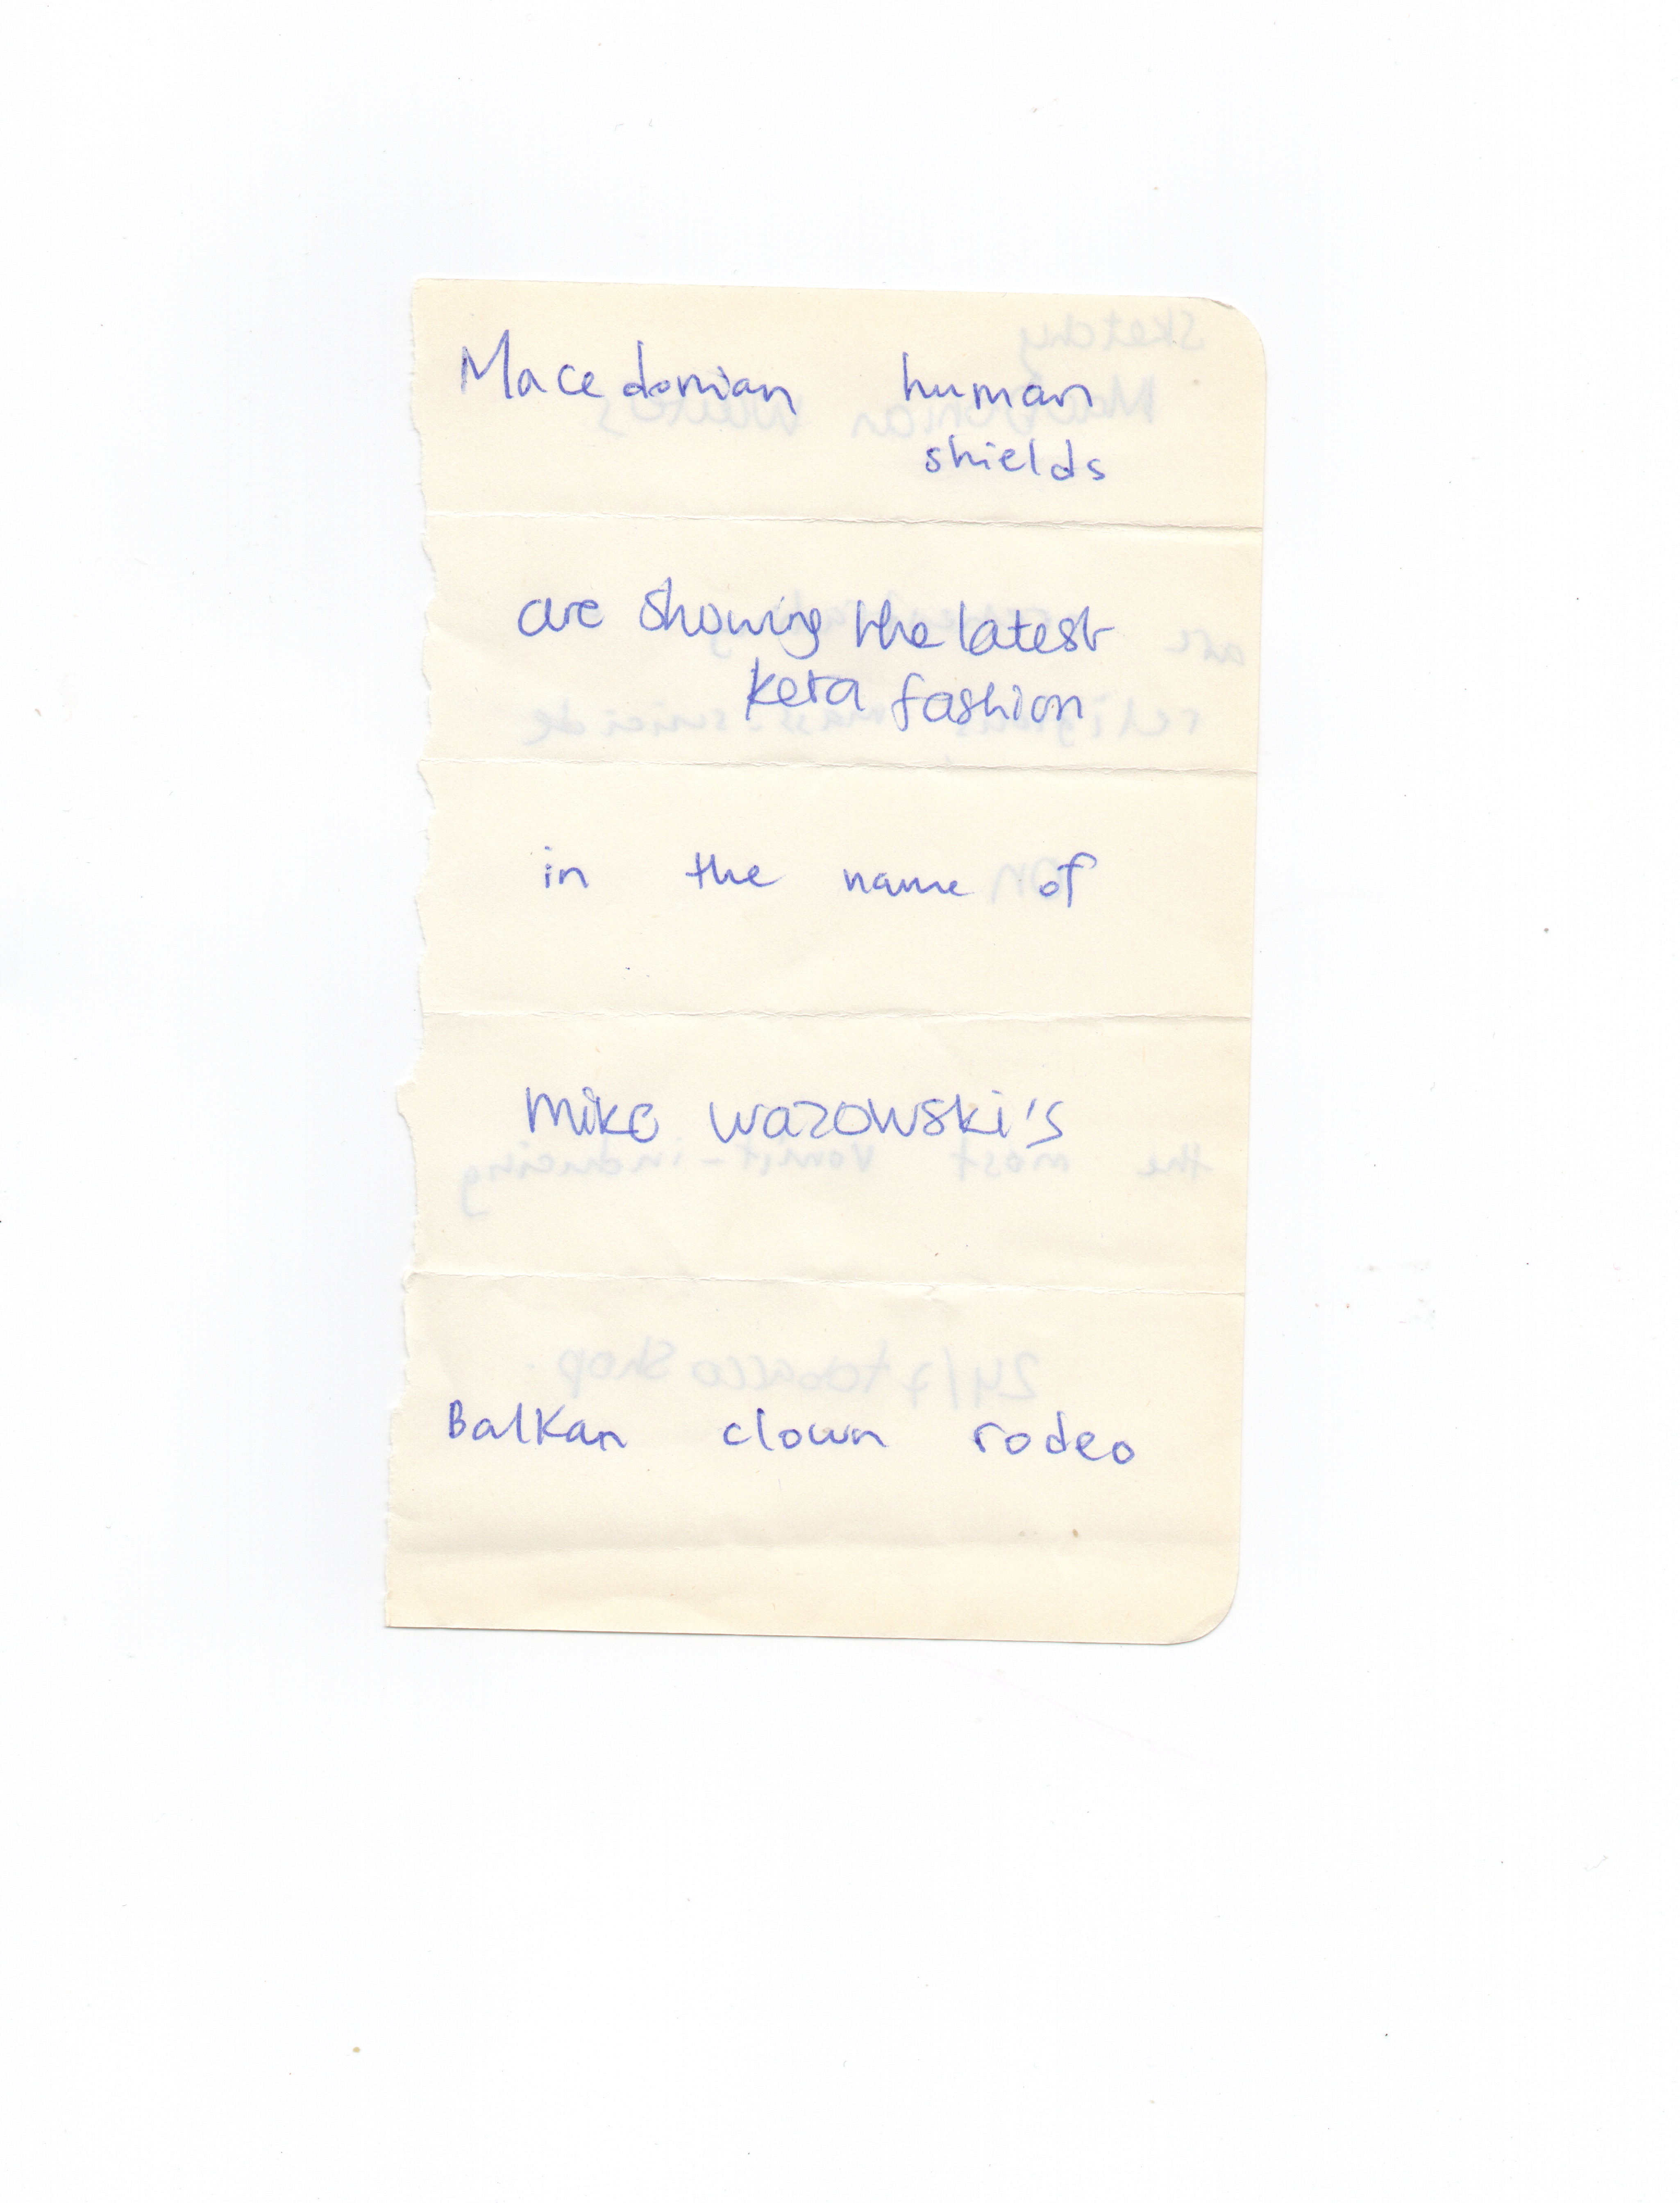 Macedonian human
shields
are showing the latest
keta fashion
in the name of
Mike Wazowski's
Balkan clown rodeo